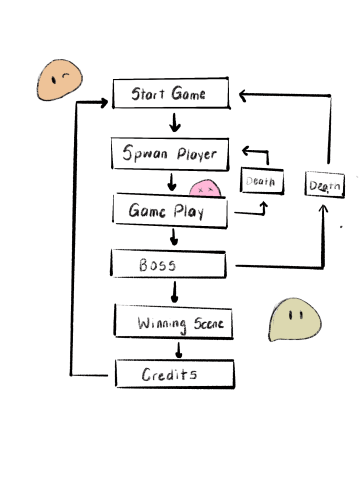 Start Game
Spwan Player
Death
Death
Game Play
Boss
Winning Scene
Credits